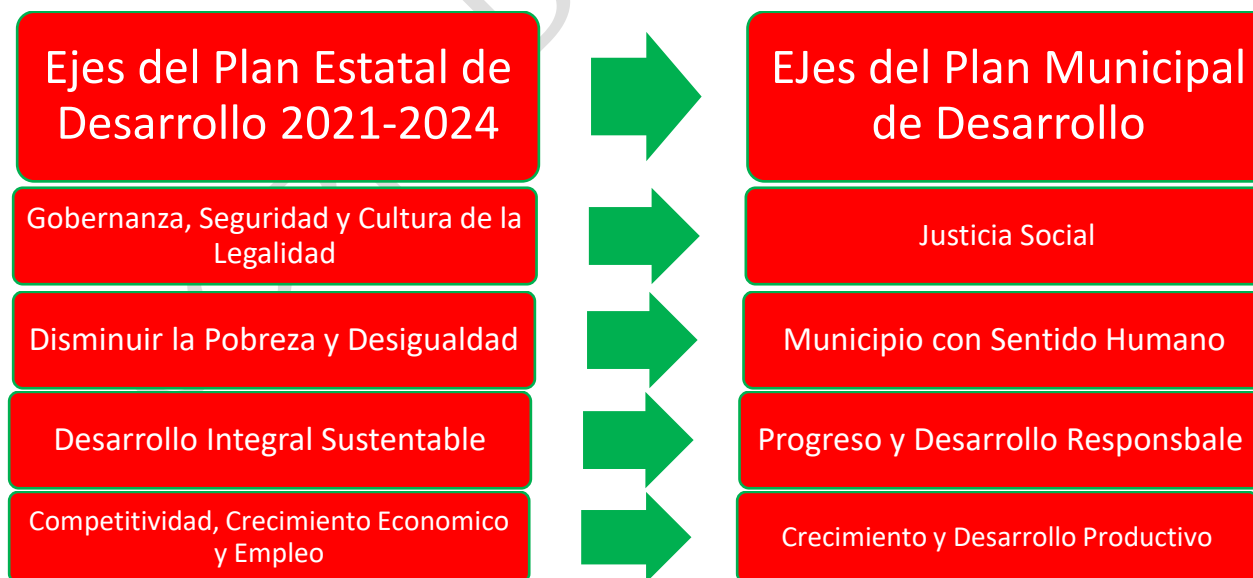 Ejes del Plan Estatal de
Desarrollo 2021-2024
EJes del Plan Municipal
de Desarrollo
Gobernanza, Seguridad y Cultura de la
Legalidad
Justicia Social
Disminuir la Pobreza y Desigualdad
Municipio con Sentido Humano
Desarrollo Integral Sustentable
Progreso y Desarrollo Responsbale
Competitividad, Crecimiento Economico
y Empleo
Crecimiento y Desarrollo Productivo